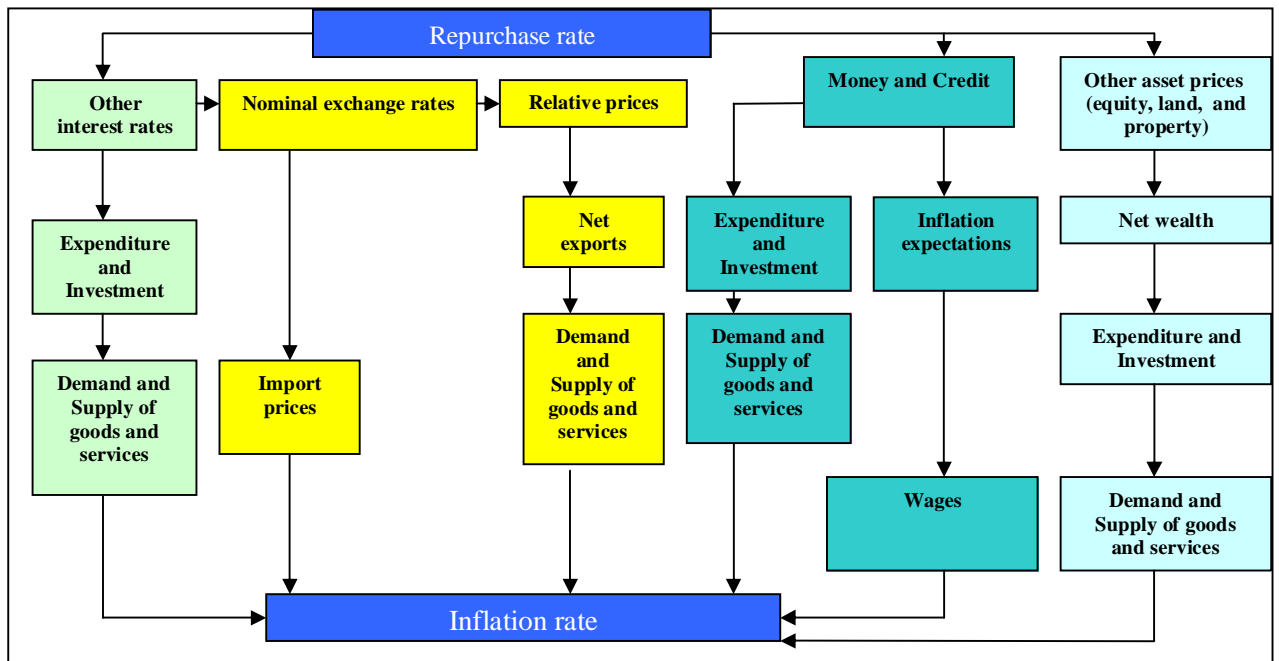 Repurchase rate
Other
interest rates
Nominal exchange rates
Relative prices
Money and Credit
Other asset prices
(equity, land, and
property)
Expenditure
and
Investment
Net
exports
Expenditure
and
Investment
Inflation
expectations
Net wealth
Demand and
Supply of
goods and
services
Import
prices
Demand
and
Supply of
goods and
services
Demand and
Supply of
goods and
services
Expenditure and
Investment
Wages
Demand and
Supply of goods
and services
Inflation rate